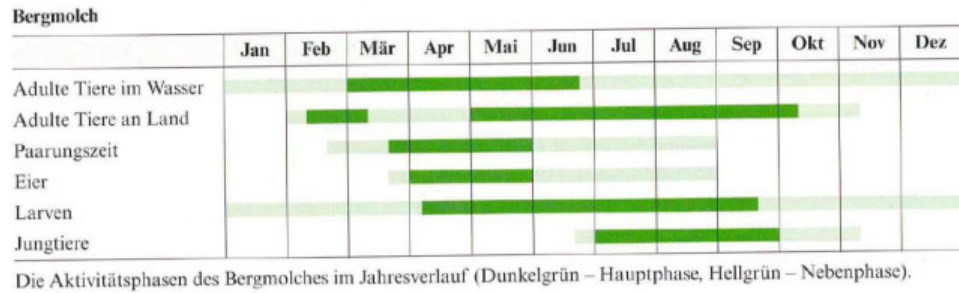 Bergmolch
Jan Feb Mär Apr Mai Jun Jul Aug Sep Okt Nov Dez
Adulte Tiere im Wasser
Adulte Tiere an Land
Paarungszeit
Eier
Larven
Jungtiere
Die Aktivitätsphasen des Bergmolches im Jahresverlauf (Dunkelgrün – Hauptphase, Hellgrün – Nebenphase).